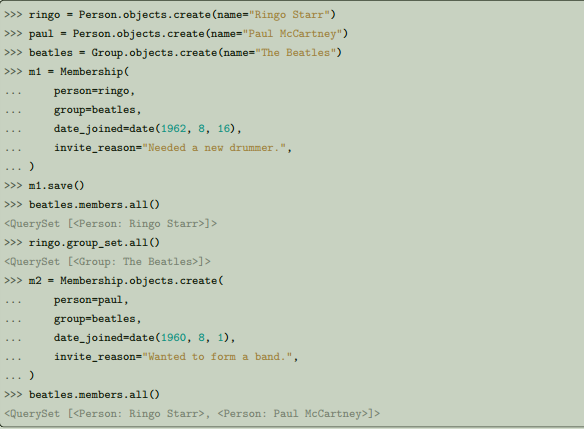 >>> ringo = Person.objects.create(name="Ringo Starr")
>>> paul = Person.objects.create(name="Paul McCartney")
>>> beatles = Group.objects.create(name="The Beatles")
>>> m1 = Membership(
...     person=ringo,
...     group=beatles,
...     date_joined=date(1962, 8, 16),
...     invite_reason="Needed a new drummer.",
... )
>>> m1.save()
>>> beatles.members.all()
<QuerySet [<Person: Ringo Starr>]>
>>> ringo.group_set.all()
<QuerySet [<Group: The Beatles>]>
>>> m2 = Membership.objects.create(
...     person=paul,
...     group=beatles,
...     date_joined=date(1960, 8, 1),
...     invite_reason="Wanted to form a band.",
... )
>>> beatles.members.all()
<QuerySet [<Person: Ringo Starr>, <Person: Paul McCartney>]>